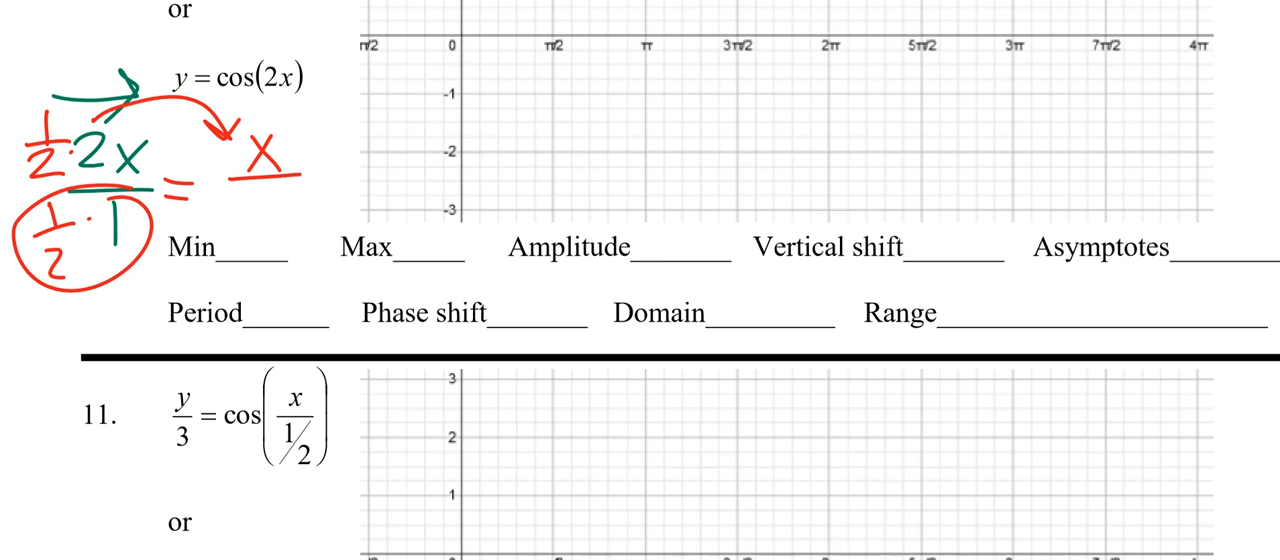 or
π/2 0 π/2 π 3π/2 2π 5π/2 3π 7π/2 4π
y = cos(2x)
-1
1/2 · 2x = x
-2
1/2 · 1
-3
Min_____ Max_____ Amplitude_______ Vertical shift_______ Asymptotes________
Period______ Phase shift_______ Domain_________ Range_______________________
3
11. y/3 = cos(x/(1/2))
2
1
or